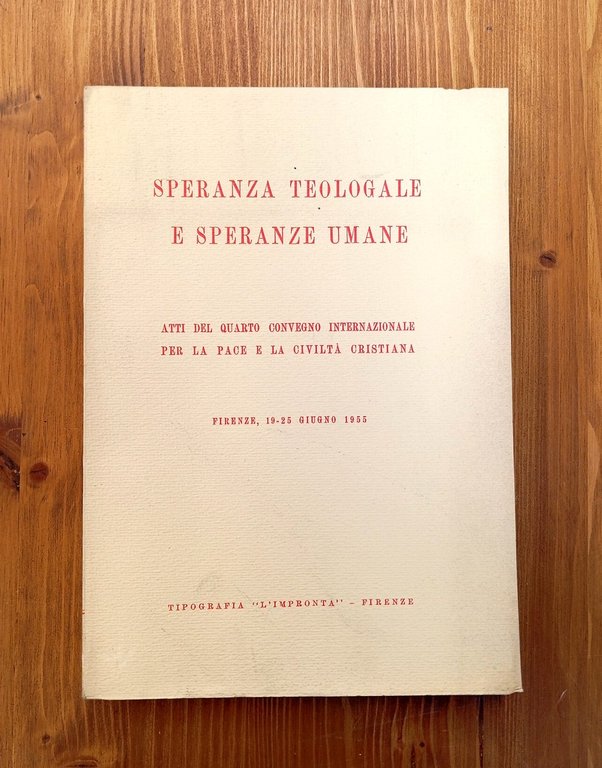 SPERANZA TEOLOGALE
E SPERANZE UMANE
ATTI DEL QUARTO CONVEGNO INTERNAZIONALE
PER LA PACE E LA CIVILTÀ CRISTIANA
FIRENZE, 19-25 GIUGNO 1955
TIPOGRAFIA "L'IMPRONTA" - FIRENZE